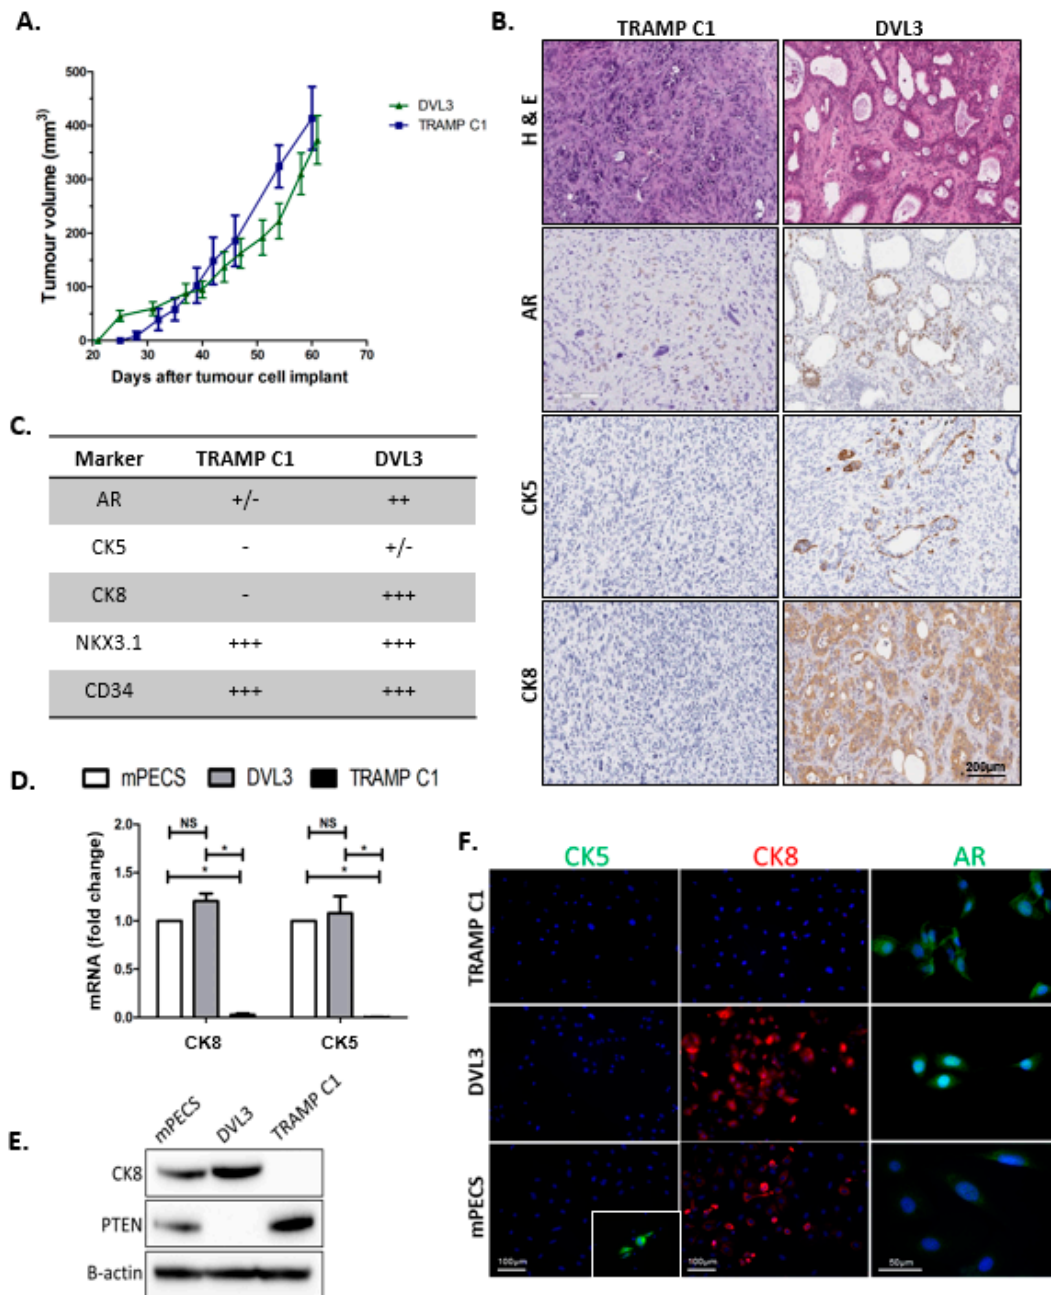 A.
500
400
300
200
100
0
20 30 40 50 60 70
Tumour volume (mm³)
Days after tumour cell implant
DVL3
TRAMP C1
B.
TRAMP C1 DVL3
H & E
AR
CK5
CK8
200µm
C.
Marker TRAMP C1 DVL3
AR +/- ++
CK5 - +/-
CK8 - +++
NKX3.1 +++ +++
CD34 +++ +++
D.
mPECS DVL3 TRAMP C1
mRNA (fold change)
2.0
1.5
1.0
0.5
0.0
NS * *
NS * *
CK8 CK5
E.
mPECS DVL3 TRAMP C1
CK8
PTEN
B-actin
F.
CK5 CK8 AR
TRAMP C1
DVL3
mPECS
100µm 100µm 50µm